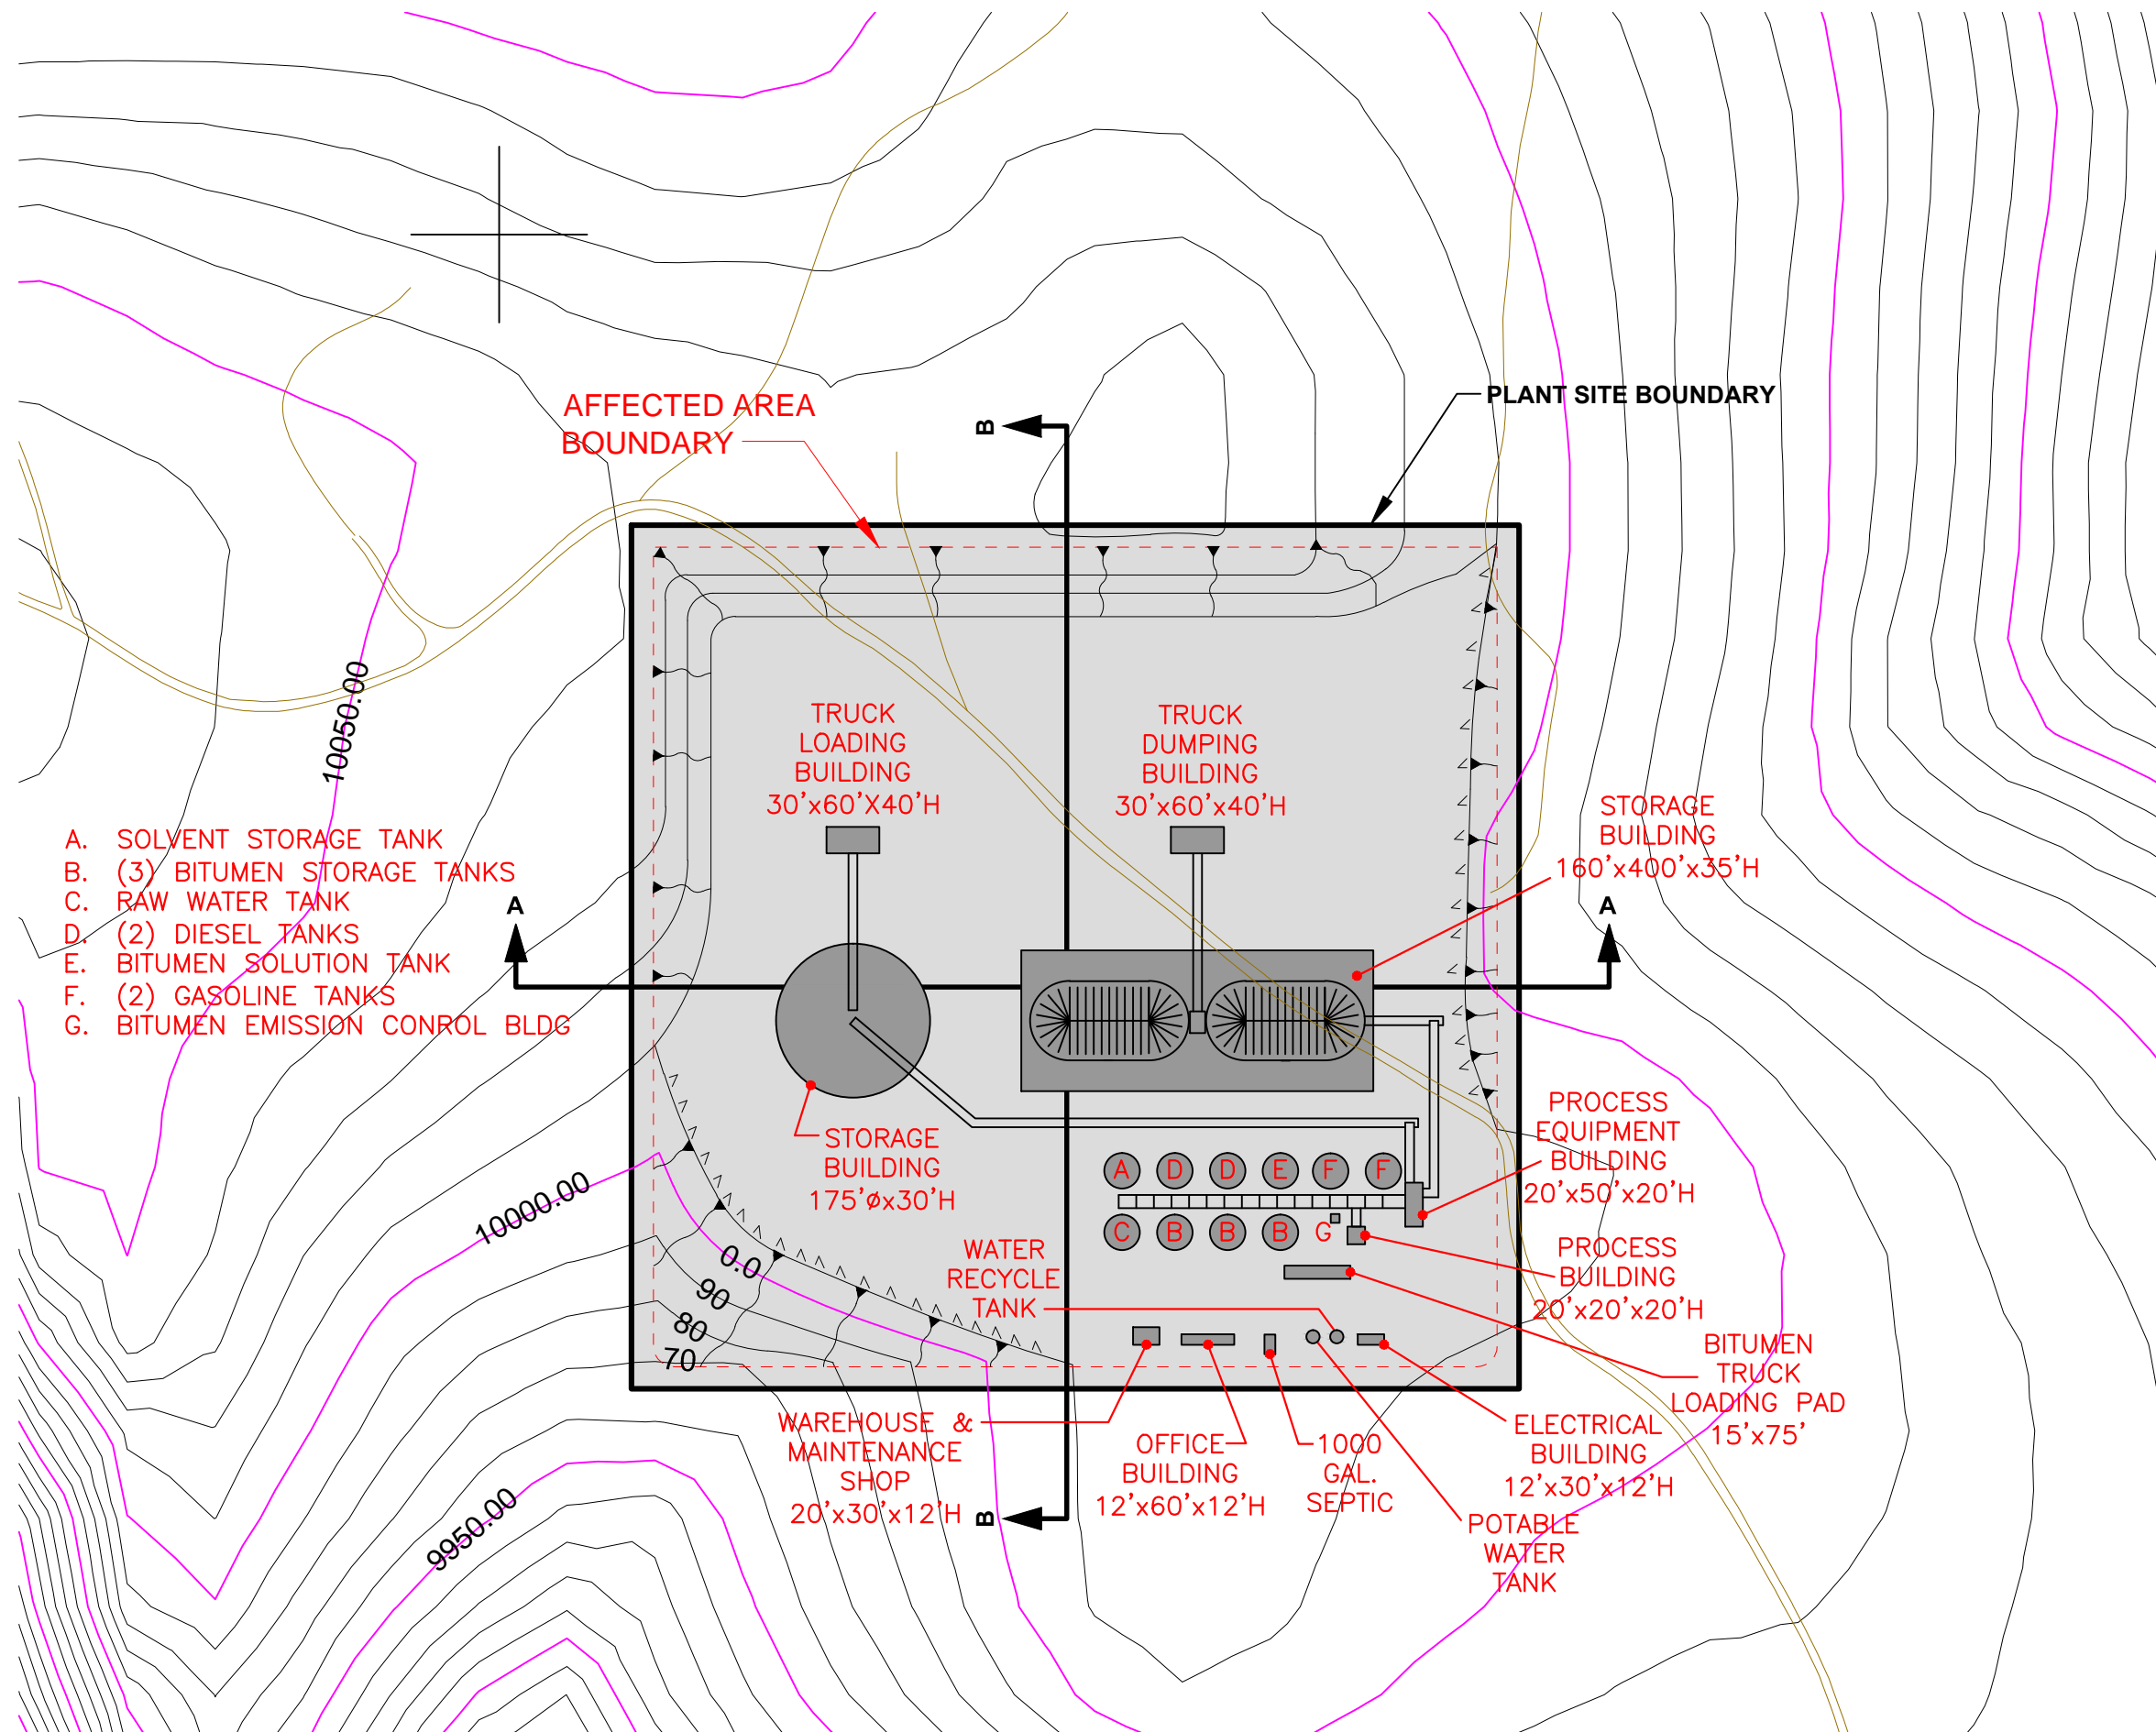 AFFECTED AREA
BOUNDARY
B
PLANT SITE BOUNDARY
10050.00
TRUCK
LOADING
BUILDING
30'x60'X40'H
TRUCK
DUMPING
BUILDING
30'x60'x40'H
STORAGE
BUILDING
160'x400'x35'H
A. SOLVENT STORAGE TANK
B. (3) BITUMEN STORAGE TANKS
C. RAW WATER TANK
D. (2) DIESEL TANKS
E. BITUMEN SOLUTION TANK
F. (2) GASOLINE TANKS
G. BITUMEN EMISSION CONROL BLDG
A
A
STORAGE
BUILDING
175'øx30'H
PROCESS
EQUIPMENT
BUILDING
20'x50'x20'H
A D D E F F
C B B B G
10000.00
0.0
90
80
70
WATER
RECYCLE
TANK
PROCESS
BUILDING
20'x20'x20'H
BITUMEN
TRUCK
LOADING PAD
15'x75'
WAREHOUSE &
MAINTENANCE
SHOP
20'x30'x12'H
B
OFFICE
BUILDING
12'x60'x12'H
1000
GAL.
SEPTIC
ELECTRICAL
BUILDING
12'x30'x12'H
POTABLE
WATER
TANK
9950.00